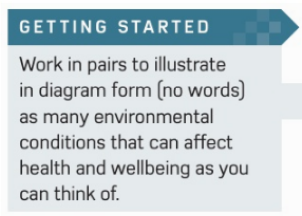 GETTING STARTED
Work in pairs to illustrate
in diagram form (no words)
as many environmental
conditions that can affect
health and wellbeing as you
can think of.